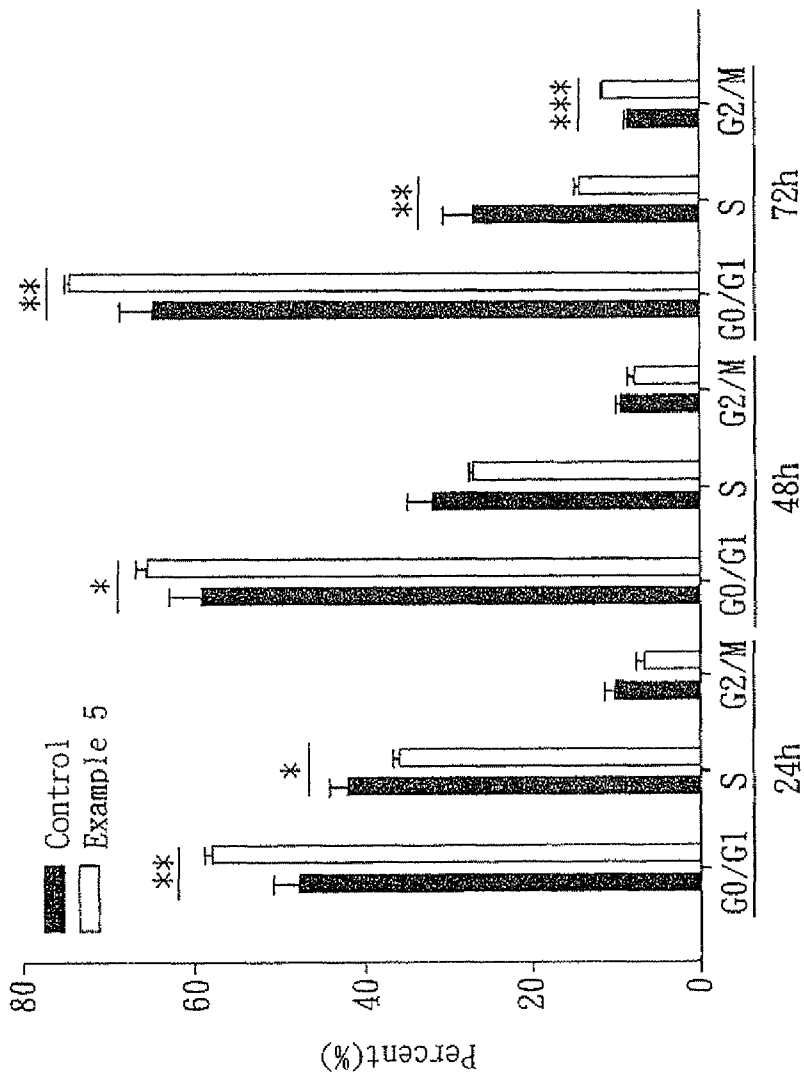 Control
Example 5
Percent(%)
80
60
40
20
0
**
*
*
**
**
***
G0/G1 S G2/M G0/G1 S G2/M G0/G1 S G2/M
24h 48h 72h